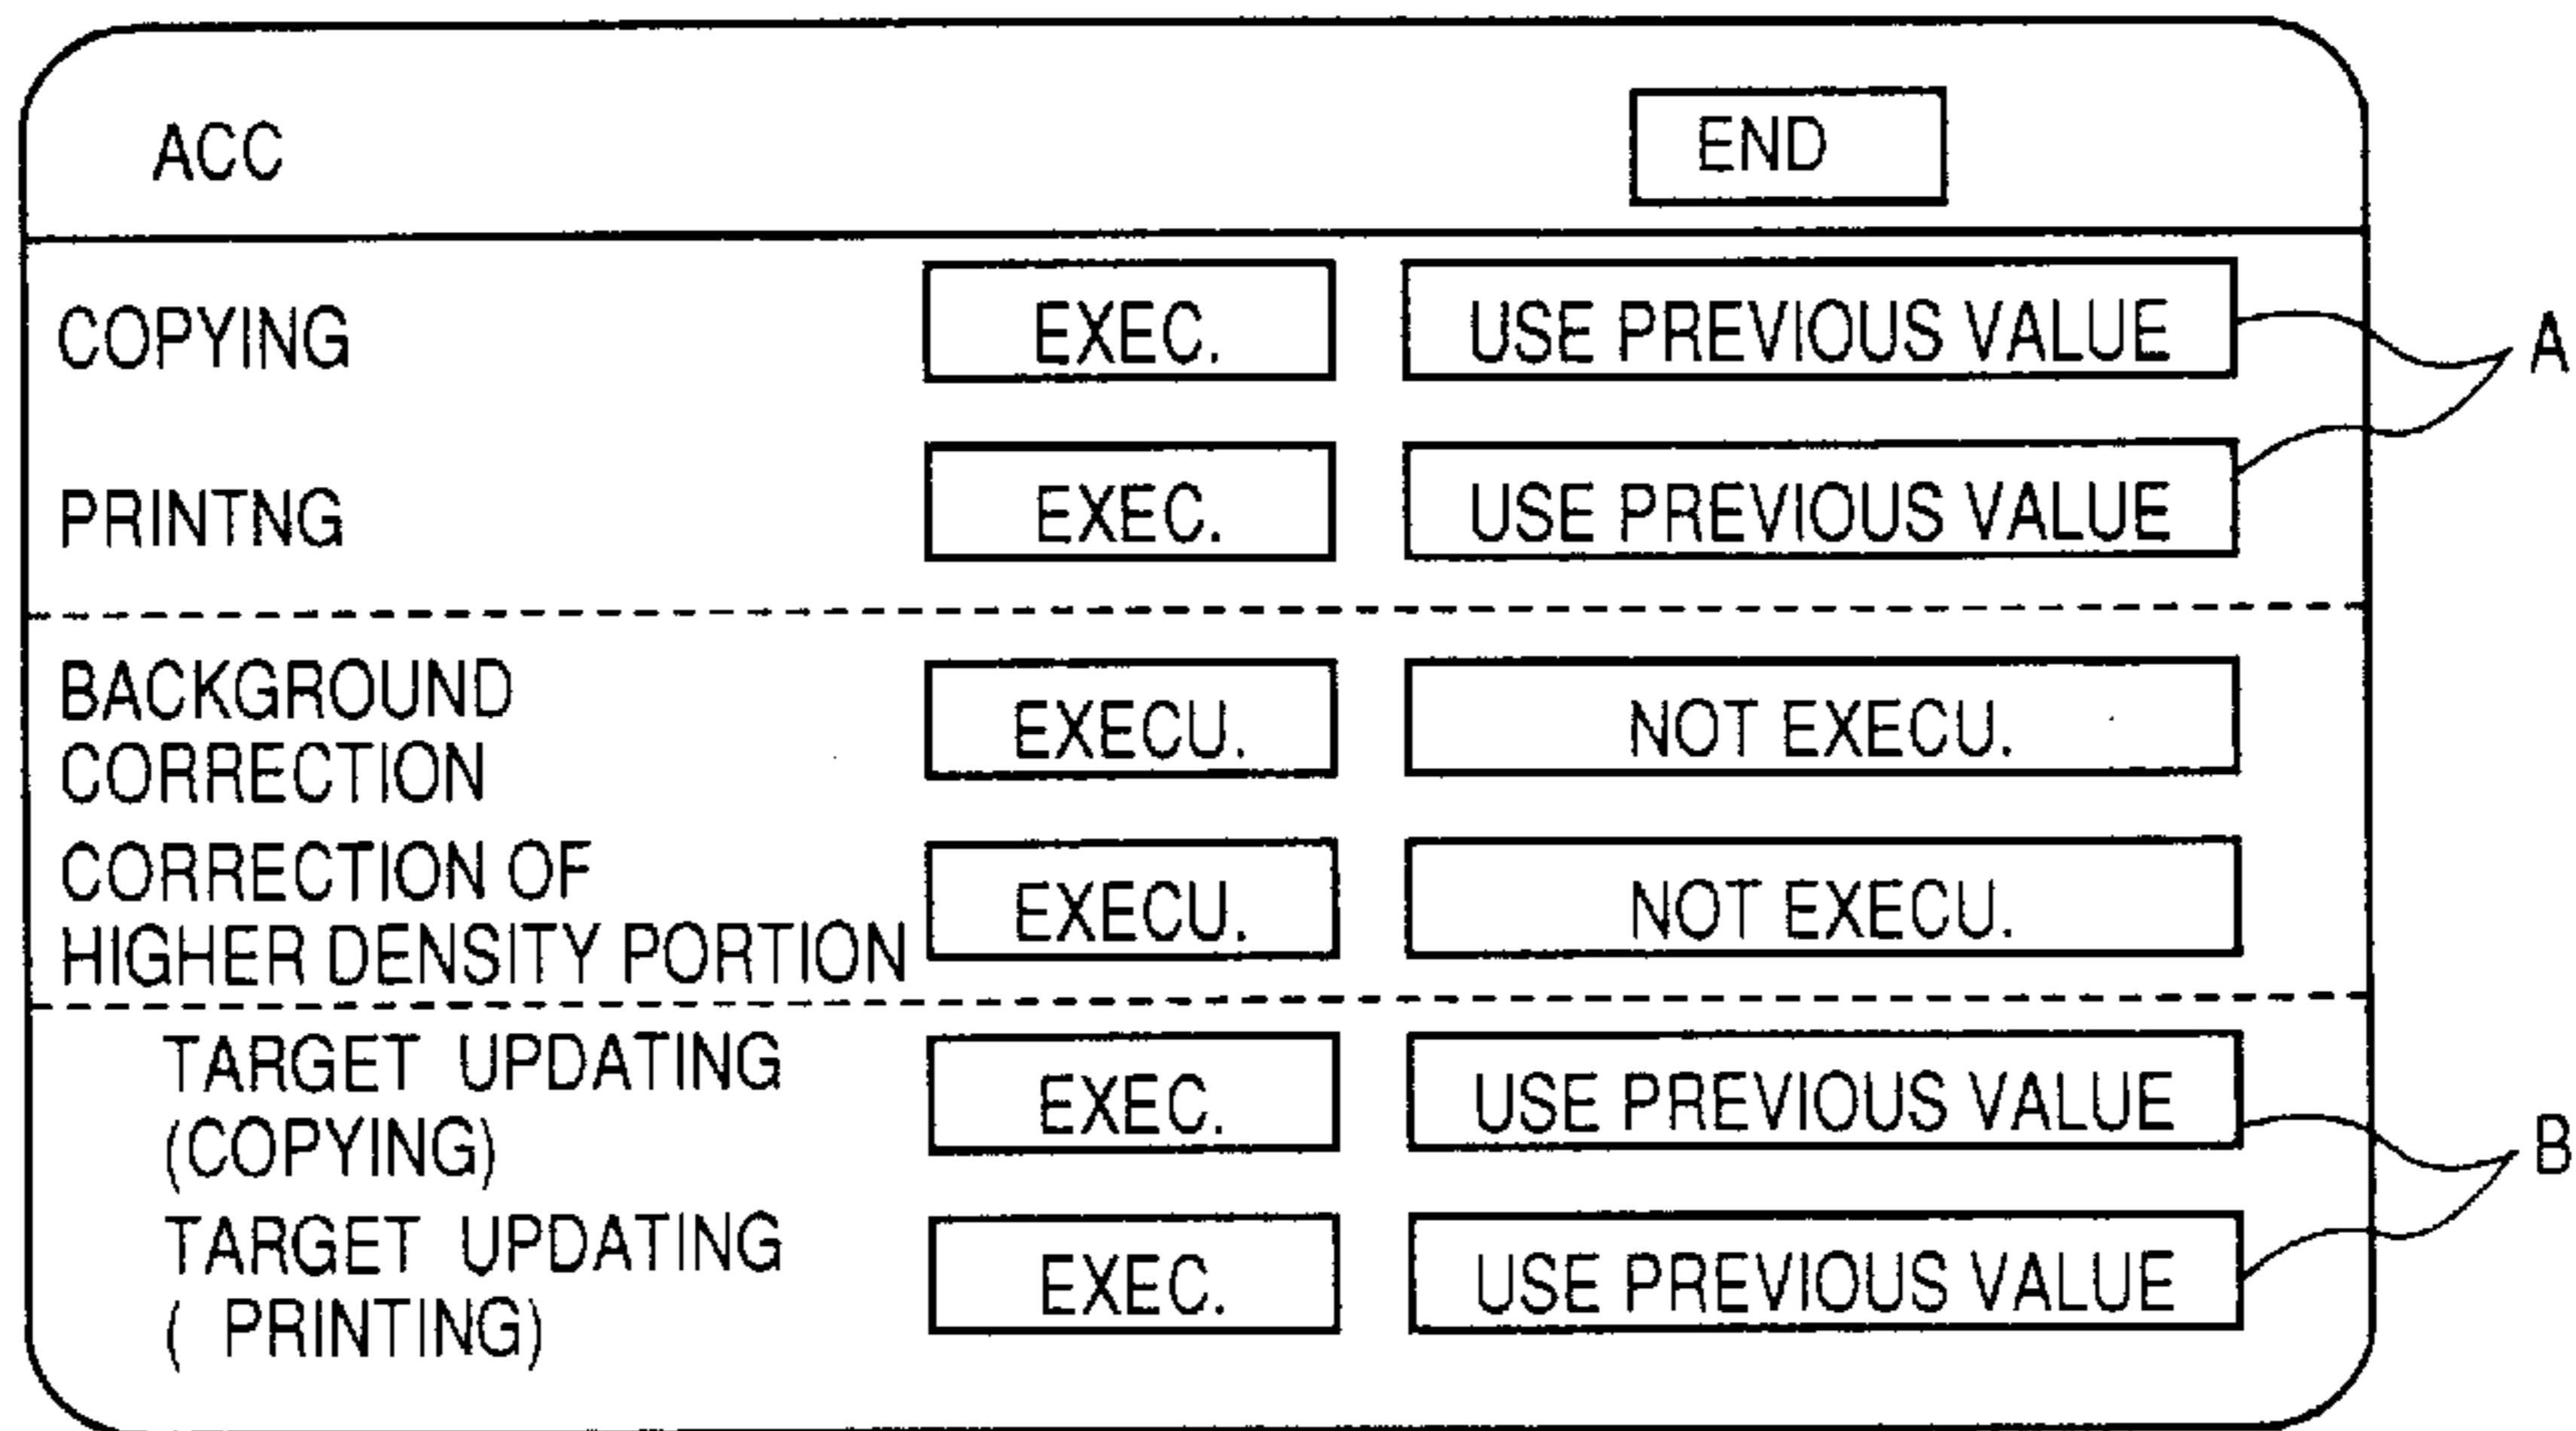 ACC END
COPYING EXEC. USE PREVIOUS VALUE A
PRINTNG EXEC. USE PREVIOUS VALUE
BACKGROUND
CORRECTION EXECU. NOT EXECU.
CORRECTION OF
HIGHER DENSITY PORTION EXECU. NOT EXECU.
TARGET UPDATING
(COPYING) EXEC. USE PREVIOUS VALUE B
TARGET UPDATING
( PRINTING) EXEC. USE PREVIOUS VALUE